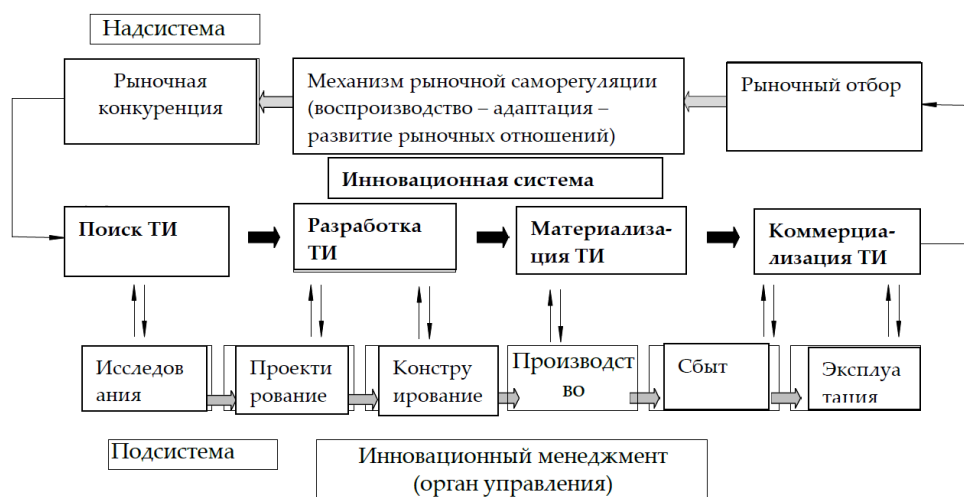 Надсистема
Рыночная
конкуренция
Механизм рыночной саморегуляции
(воспроизводство – адаптация –
развитие рыночных отношений)
Рыночный отбор
Инновационная система
Поиск ТИ
Разработка
ТИ
Материализа-
ция ТИ
Коммерциа-
лизация ТИ
Исследов
ания
Проекти
рование
Констру
ирование
Производст
во
Сбыт
Эксплуа
тация
Подсистема
Инновационный менеджмент
(орган управления)